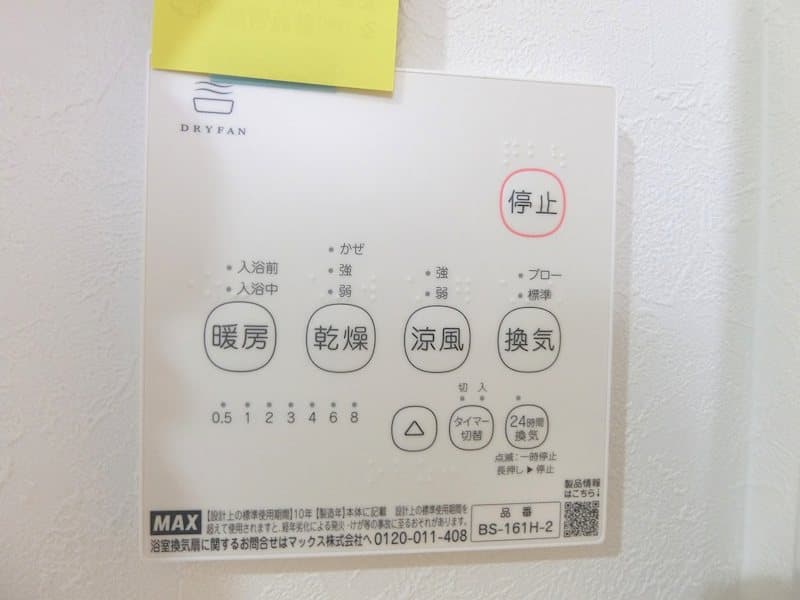 DRYFAN
停止
かぜ
入浴前 強 強 ブロー
入浴中 弱 弱 標準
暖房 乾燥 涼風 換気
切 入
0.5 1 2 3 4 6 8
△ タイマー 切替 24時間 換気
点滅:一時停止
長押し▶停止
製品情報
はこちら↓
MAX 【設計上の標準使用期間】10年【製造年】本体に記載 設計上の標準使用期間を
超えて使用されますと、経年劣化による発火・けが等の事故に至るおそれがあります。
浴室換気扇に関するお問合せはマックス株式会社へ 0120-011-408
品番
BS-161H-2